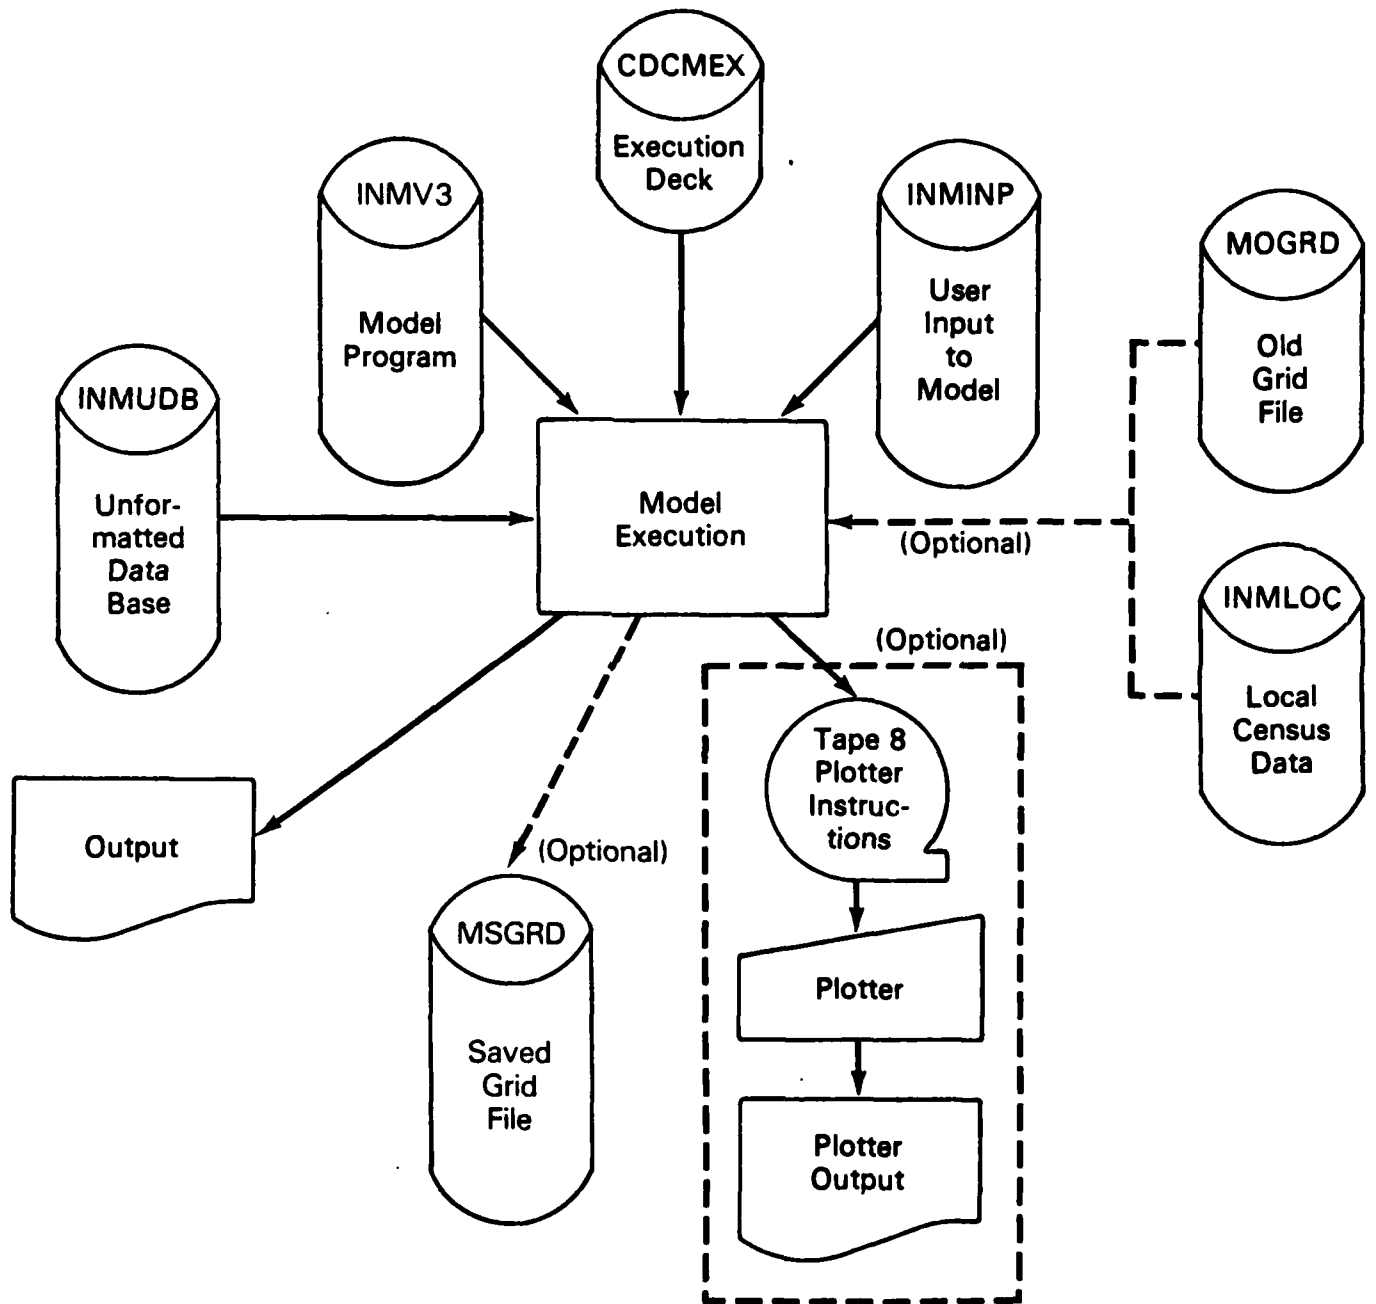 CDCMEX
Execution
Deck
INMV3
Model
Program
INMINP
User
Input
to
Model
MOGRD
Old
Grid
File
INMUDB
Unfor-
matted
Data
Base
Model
Execution
(Optional)
INMLOC
Local
Census
Data
(Optional)
Tape 8
Plotter
Instruc-
tions
Output
(Optional)
MSGRD
Saved
Grid
File
Plotter
Plotter
Output